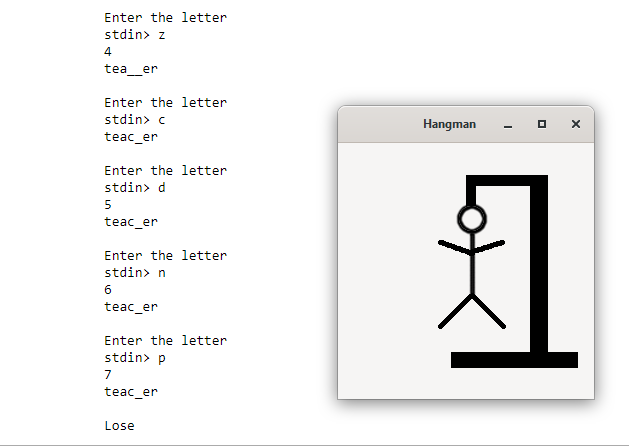 Enter the letter
stdin> z
4
tea__er
Enter the letter
stdin> c
teac_er
Enter the letter
stdin> d
5
teac_er
Enter the letter
stdin> n
6
teac_er
Enter the letter
stdin> p
7
teac_er
Lose
Hangman